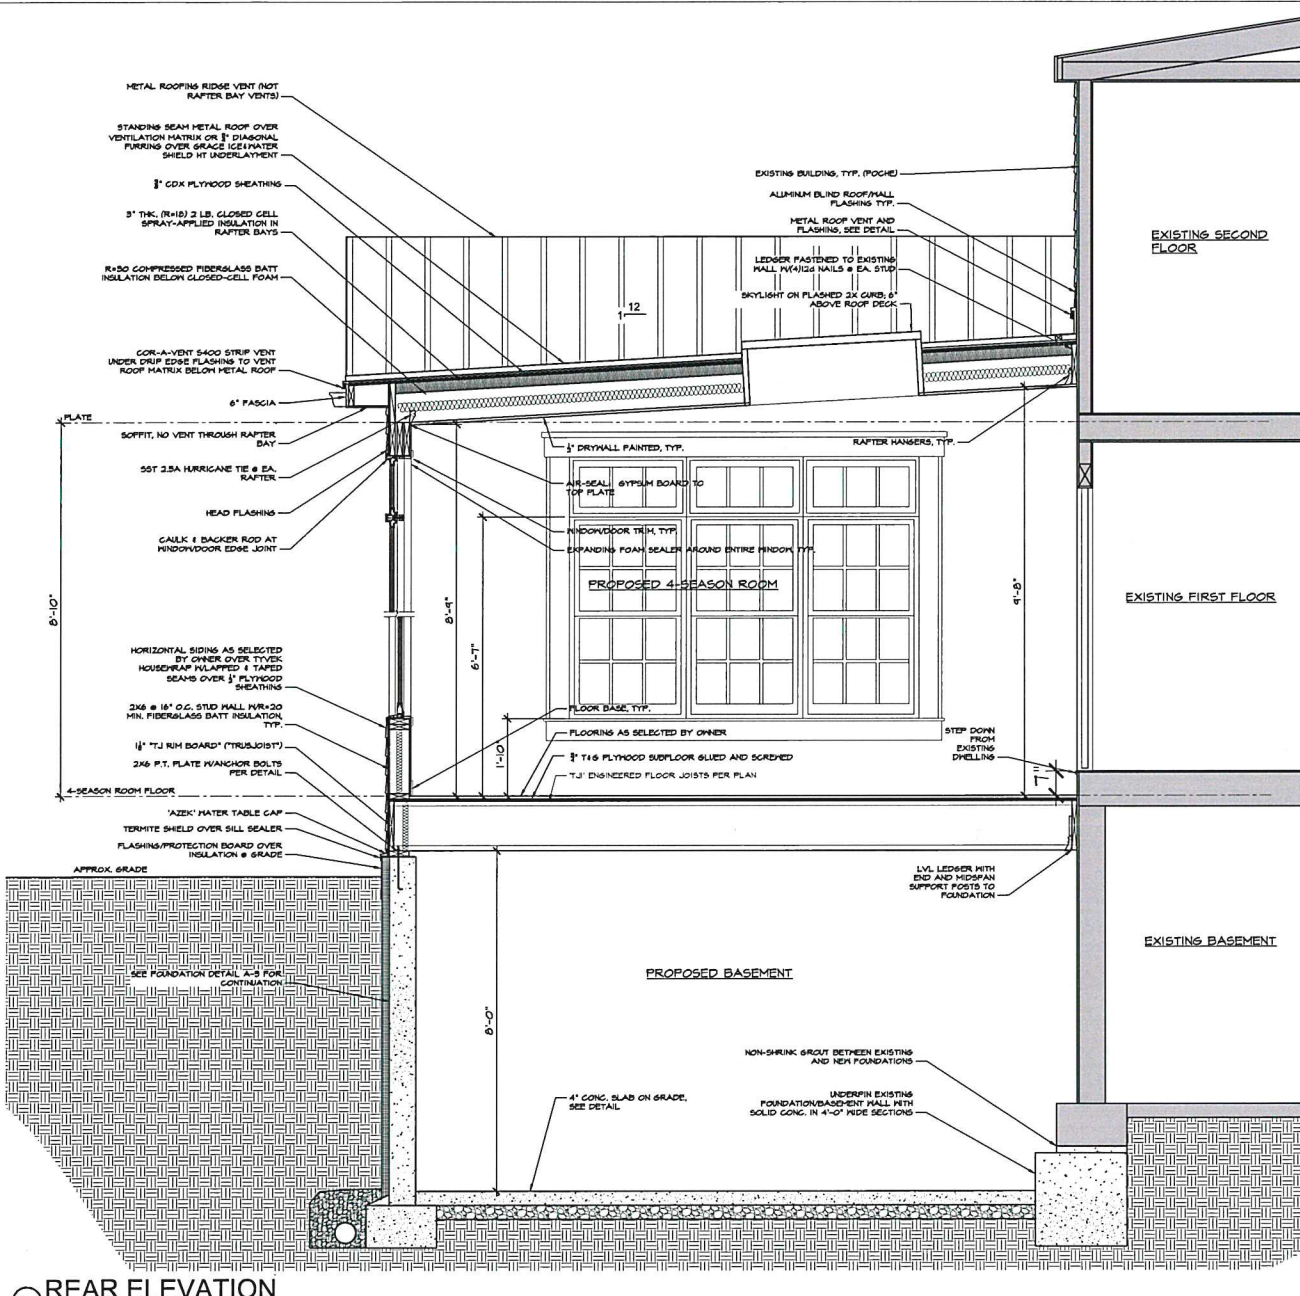 METAL ROOFING RIDGE VENT (NOT
RAFTER BAY VENTS)
STANDING SEAM METAL ROOF OVER
VENTILATION MATRIX OR DIAGONAL
FURRING OVER GRACE ICE&WATER
SHIELD HT UNDERLAYMENT
CDX PLYWOOD SHEATHING
3" THK. (R=18) 2 LB. CLOSED CELL
SPRAY-APPLIED INSULATION IN
RAFTER BAYS
R=30 COMPRESSED FIBERGLASS BATT
INSULATION BELOW CLOSED-CELL FOAM
COR-A-VENT S400 STRIP VENT
UNDER DRIP EDGE FLASHING TO VENT
ROOF MATRIX BELOW METAL ROOF
6" FASCIA
PLATE
SOFFIT, NO VENT THROUGH RAFTER
BAY
SST 2.5A HURRICANE TIE @ EA.
RAFTER
HEAD FLASHING
CAULK & BACKER ROD AT
WINDOW/DOOR EDGE JOINT
8'-10"
HORIZONTAL SIDING AS SELECTED
BY OWNER OVER TYVEK
HOUSEWRAP W/LAPPED & TAPED
SEAMS OVER ½" PLYWOOD
SHEATHING
2X6 @ 16" O.C. STUD WALL W/R=20
MIN. FIBERGLASS BATT INSULATION,
TYP.
"TJ RIM BOARD" ("TRUSJOIST")
2X6 P.T. PLATE W/ANCHOR BOLTS
PER DETAIL
4-SEASON ROOM FLOOR
'AZEK' WATER TABLE CAP
TERMITE SHIELD OVER SILL SEALER
FLASHING/PROTECTION BOARD OVER
INSULATION @ GRADE
APPROX. GRADE
SEE FOUNDATION DETAIL A-5 FOR
CONTINUATION
EXISTING BUILDING, TYP. (POCHE)
ALUMINUM BLIND ROOF/WALL
FLASHING TYP.
METAL ROOF VENT AND
FLASHING, SEE DETAIL
LEDGER FASTENED TO EXISTING
WALL W/(4)12d NAILS @ EA. STUD
SKYLIGHT ON FLASHED 2X CURB; 6"
ABOVE ROOF DECK
12
1
RAFTER HANGERS, TYP.
½" DRYWALL PAINTED, TYP.
AIR-SEAL: GYPSUM BOARD TO
TOP PLATE
WINDOW/DOOR TRIM, TYP.
EXPANDING FOAM SEALER AROUND ENTIRE WINDOW, TYP.
PROPOSED 4-SEASON ROOM
8'-9"
6'-7"
9'-8"
1'-10"
FLOOR BASE, TYP.
FLOORING AS SELECTED BY OWNER
T&G PLYWOOD SUBFLOOR GLUED AND SCREWED
'TJI' ENGINEERED FLOOR JOISTS PER PLAN
STEP DOWN
FROM
EXISTING
DWELLING
7"
LVL LEDGER WITH
END AND MIDSPAN
SUPPORT POSTS TO
FOUNDATION
PROPOSED BASEMENT
8'-0"
NON-SHRINK GROUT BETWEEN EXISTING
AND NEW FOUNDATIONS
4" CONC. SLAB ON GRADE,
SEE DETAIL
UNDERPIN EXISTING
FOUNDATION/BASEMENT WALL WITH
SOLID CONC. IN 4'-0" WIDE SECTIONS
EXISTING SECOND
FLOOR
EXISTING FIRST FLOOR
EXISTING BASEMENT
REAR ELEVATION